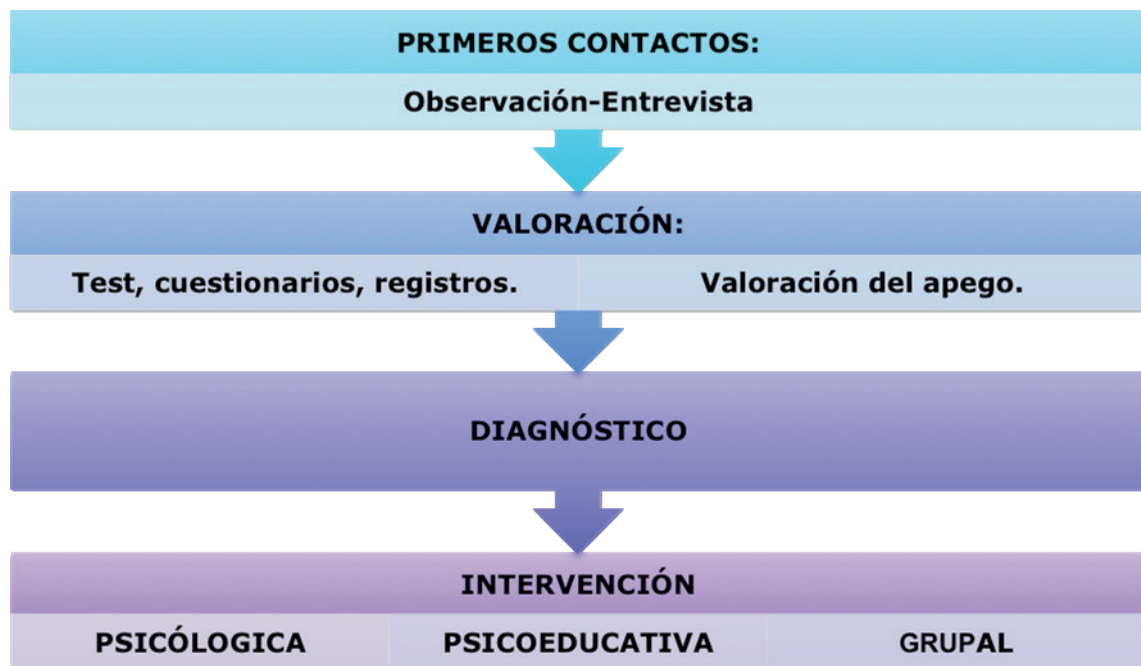 PRIMEROS CONTACTOS:
Observación-Entrevista
VALORACIÓN:
Test, cuestionarios, registros.
Valoración del apego.
DIAGNÓSTICO
INTERVENCIÓN
PSICÓLOGICA
PSICOEDUCATIVA
GRUPAL